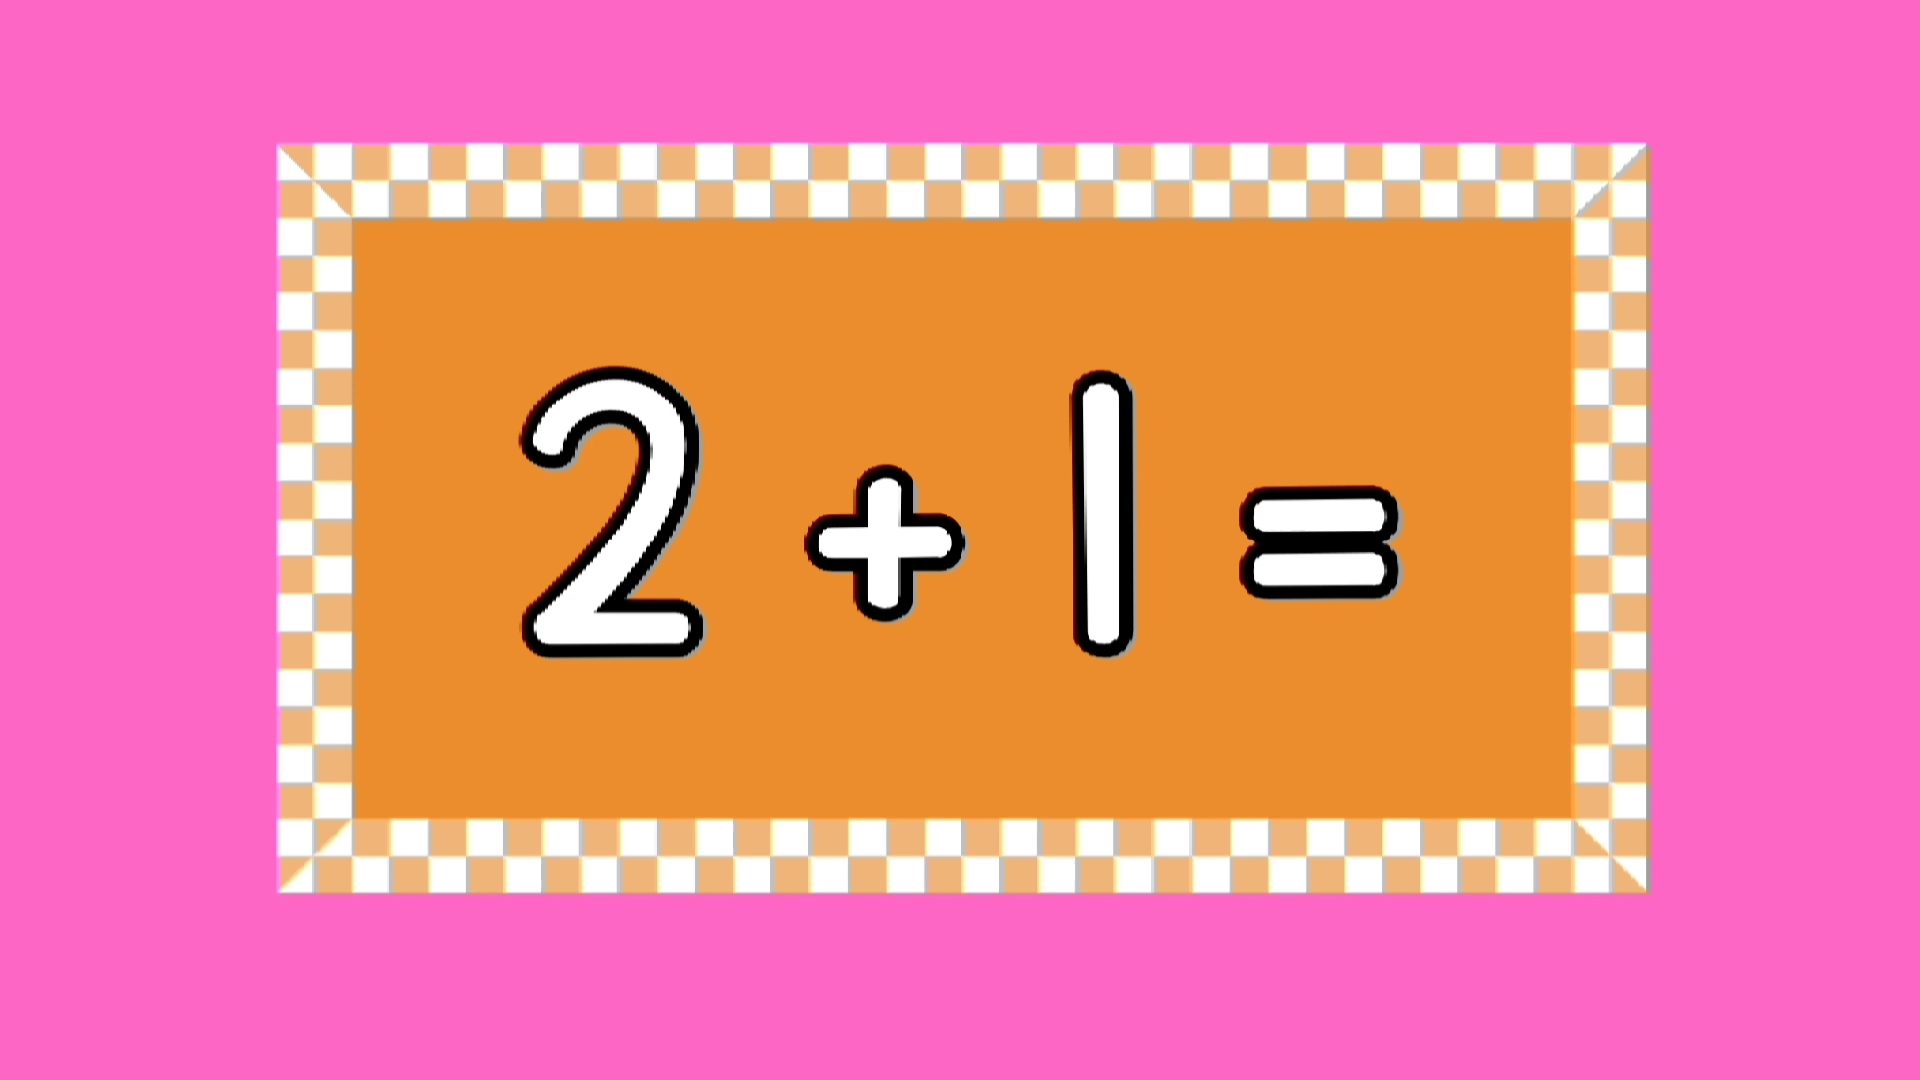 2 + 1 =